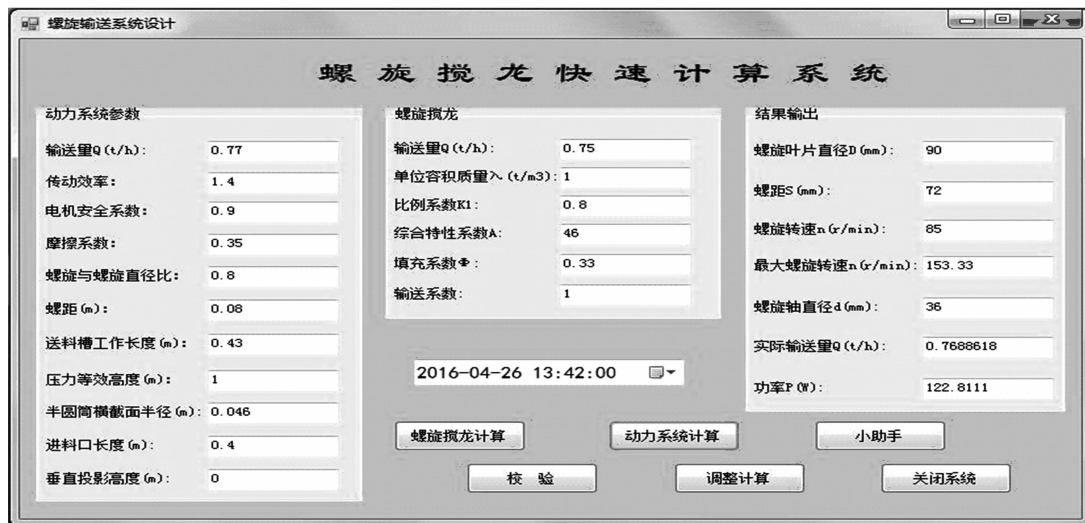 螺旋输送系统设计
螺旋搅龙快速计算系统
动力系统参数
输送量Q(t/h): 0.77
传动效率: 1.4
电机安全系数: 0.9
摩擦系数: 0.35
螺旋与螺旋直径比: 0.8
螺距(m): 0.08
送料槽工作长度(m): 0.43
压力等效高度(m): 1
半圆筒横截面半径(m): 0.046
进料口长度(m): 0.4
垂直投影高度(m): 0
螺旋搅龙
输送量Q(t/h): 0.75
单位容积质量入(t/m3): 1
比例系数K1: 0.8
综合特性系数A: 46
填充系数Φ: 0.33
输送系数: 1
2016-04-26 13:42:00
结果输出
螺旋叶片直径D(mm): 90
螺距S(mm): 72
螺旋转速n(r/min): 85
最大螺旋转速n(r/min): 153.33
螺旋轴直径d(mm): 36
实际输送量Q(t/h): 0.7688618
功率P(W): 122.8111
螺旋搅龙计算 动力系统计算 小助手
校 验 调整计算 关闭系统